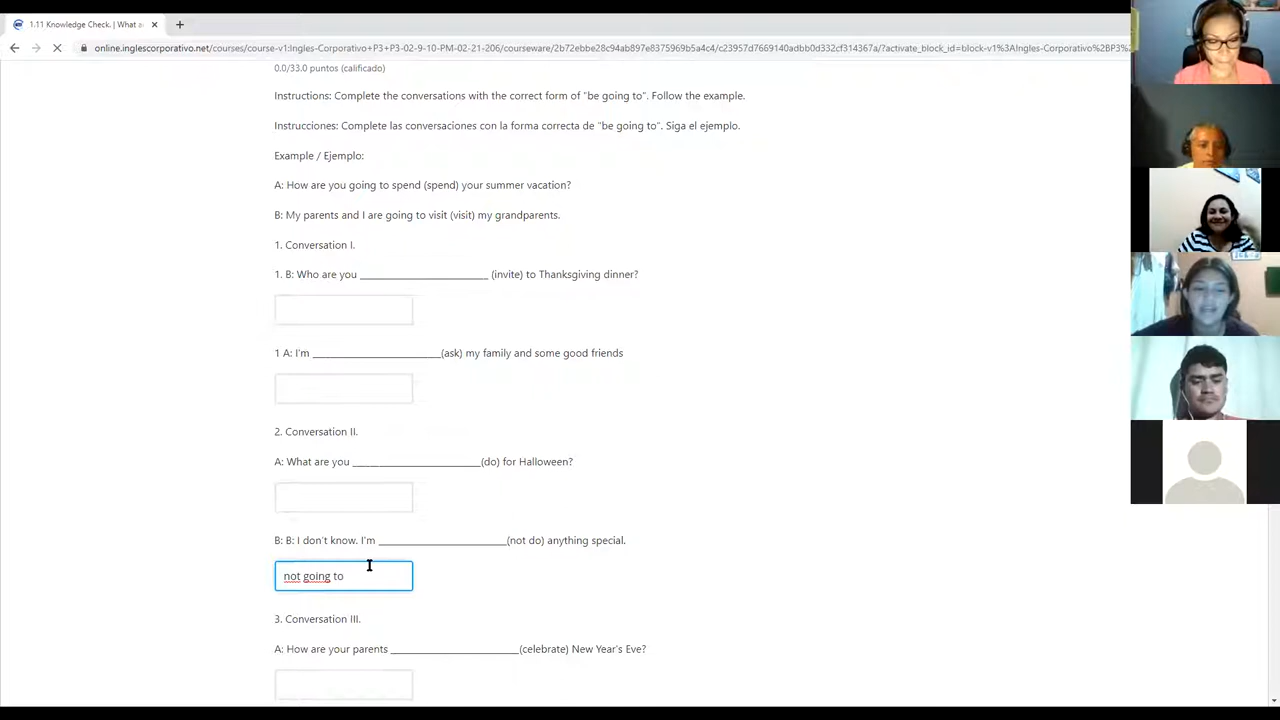 1.11 Knowledge Check. | What a
online.inglescorporativo.net/courses/course-v1:Ingles-Corporativo+P3+P3-02-9-10-PM-02-21-206/courseware/2b72ebbe28c94ab897e8375969b5a4c4/c23957d7669140adbb0d332cf314367a/?activate_block_id=block-v1%3AIngles-Corporativo%2BP3%
0.0/33.0 puntos (calificado)
Instructions: Complete the conversations with the correct form of "be going to". Follow the example.
Instrucciones: Complete las conversaciones con la forma correcta de "be going to". Siga el ejemplo.
Example / Ejemplo:
A: How are you going to spend (spend) your summer vacation?
B: My parents and I are going to visit (visit) my grandparents.
1. Conversation I.
1. B: Who are you _________________________ (invite) to Thanksgiving dinner?
1 A: I'm _________________________(ask) my family and some good friends
2. Conversation II.
A: What are you _________________________(do) for Halloween?
B: B: I don't know. I'm _________________________(not do) anything special.
not going to
3. Conversation III.
A: How are your parents _________________________(celebrate) New Year's Eve?